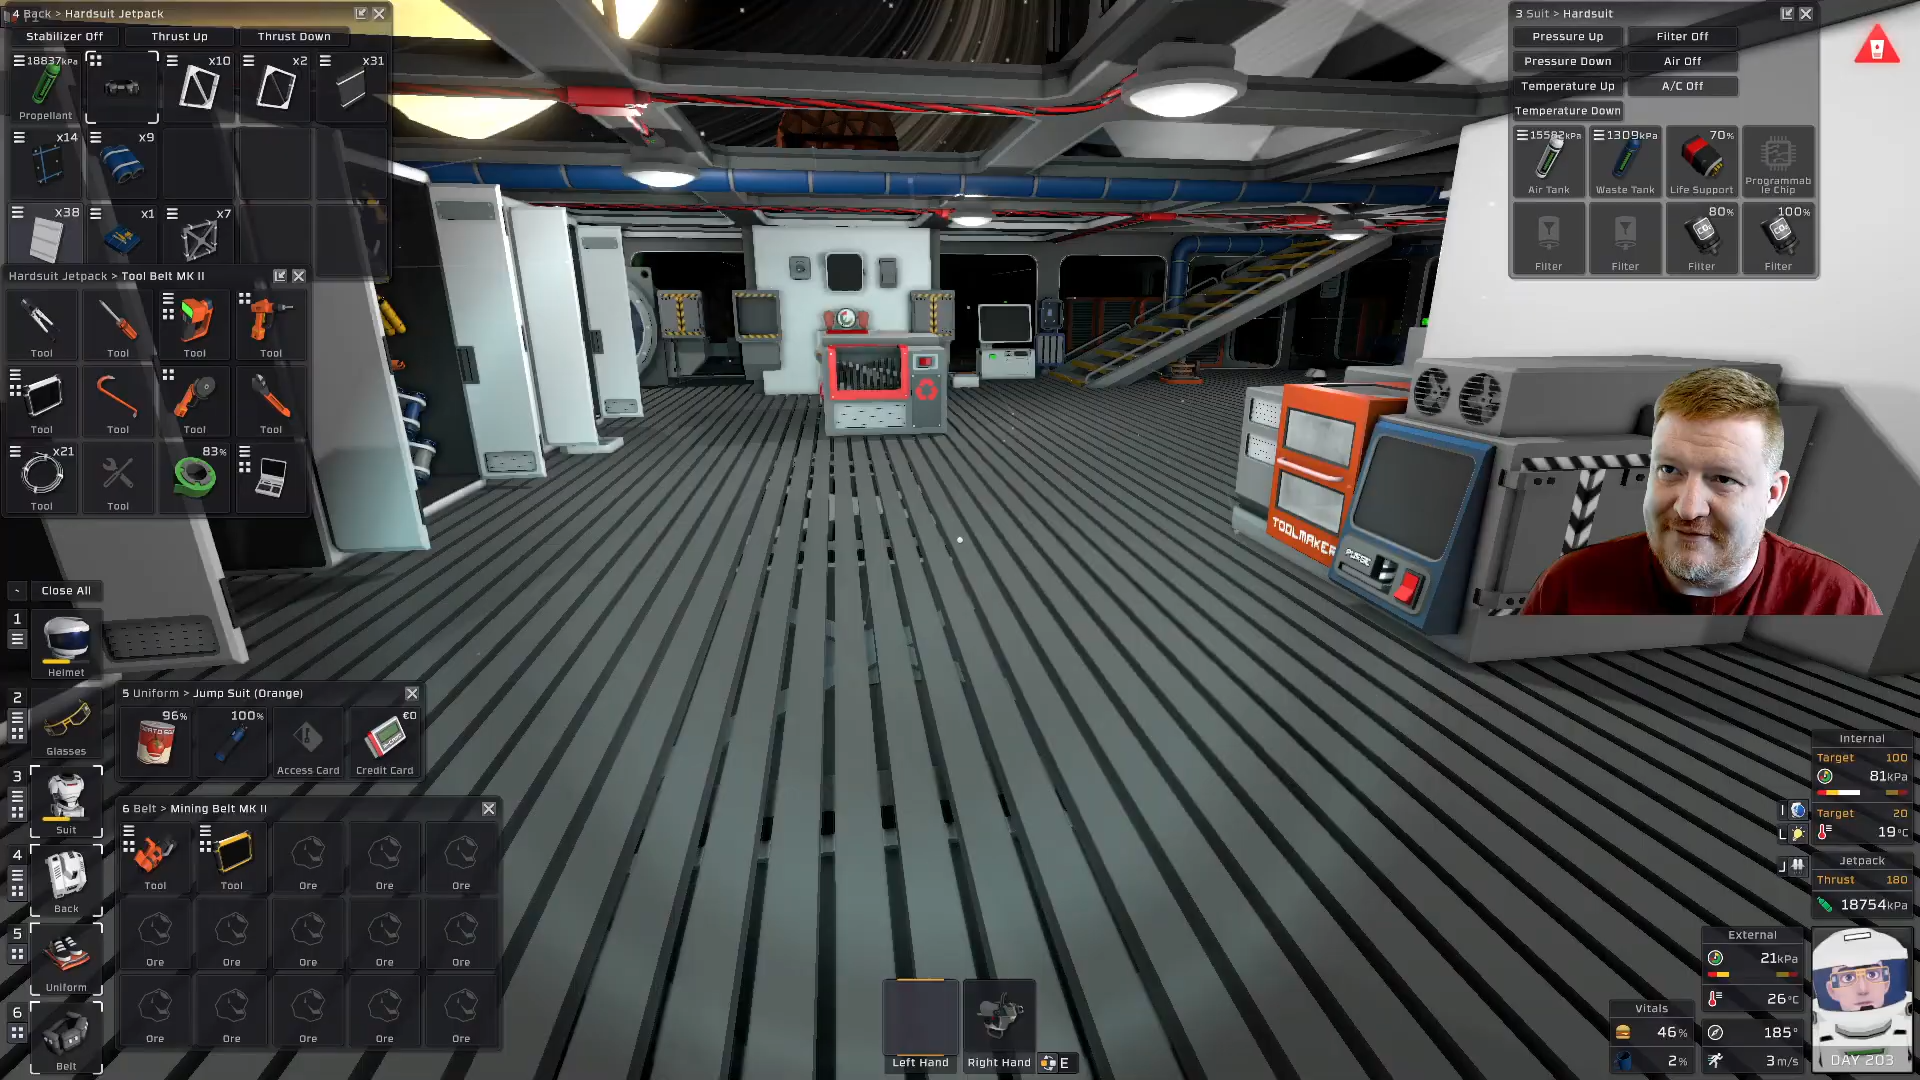 4 Back > Hardsuit Jetpack
Stabilizer Off
Thrust Up
Thrust Down
18837kPa
x10
x2
x31
Propellant
x14
x9
x38
x1
x7
Hardsuit Jetpack > Tool Belt MK II
Tool
Tool
Tool
Tool
Tool
Tool
Tool
Tool
x21
83%
Tool
Tool
~
Close All
1
Helmet
2
Glasses
3
Suit
4
Back
5
Uniform
6
Belt
5 Uniform > Jump Suit (Orange)
96%
100%
€0
Access Card
Credit Card
6 Belt > Mining Belt MK II
Tool
Tool
Ore
Ore
Ore
Ore
Ore
Ore
Ore
Ore
Ore
Ore
Ore
Ore
Ore
TOOLMAKER
Left Hand
Right Hand
E
3 Suit > Hardsuit
Pressure Up
Filter Off
Pressure Down
Air Off
Temperature Up
A/C Off
Temperature Down
15582kPa
1309kPa
70%
Air Tank
Waste Tank
Life Support
Programmab
le Chip
80%
100%
Filter
Filter
Filter
Filter
Internal
Target 100
81kPa
I
Target 20
L
19°C
Jetpack
J
Thrust 180
18754kPa
External
21kPa
26°C
Vitals
46%
185°
2%
3m/s
DAY 203